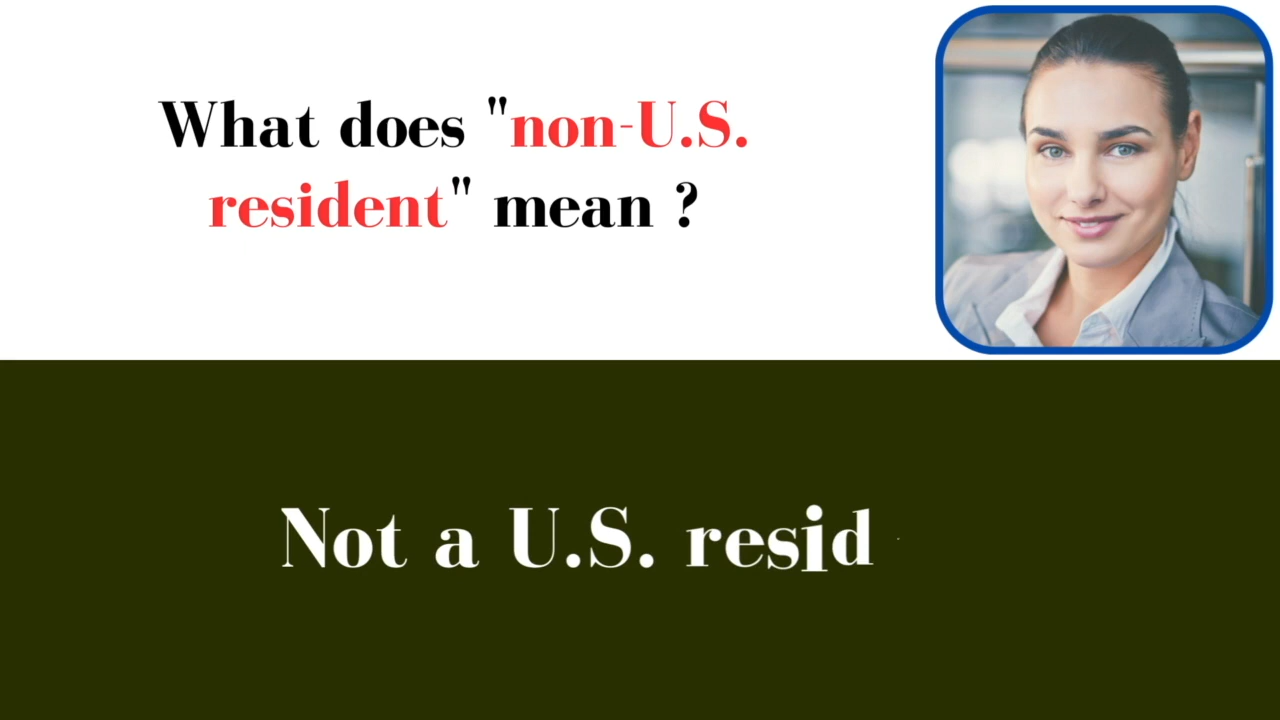 What does "non-U.S.
resident" mean ?
Not a U.S. resid